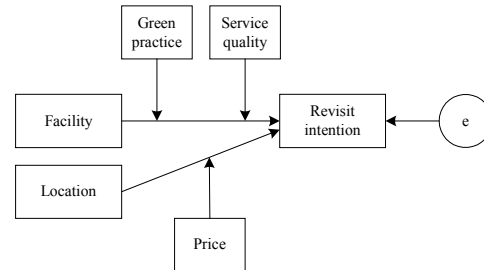 Green
practice
Service
quality
Facility
Revisit
intention
e
Location
Price